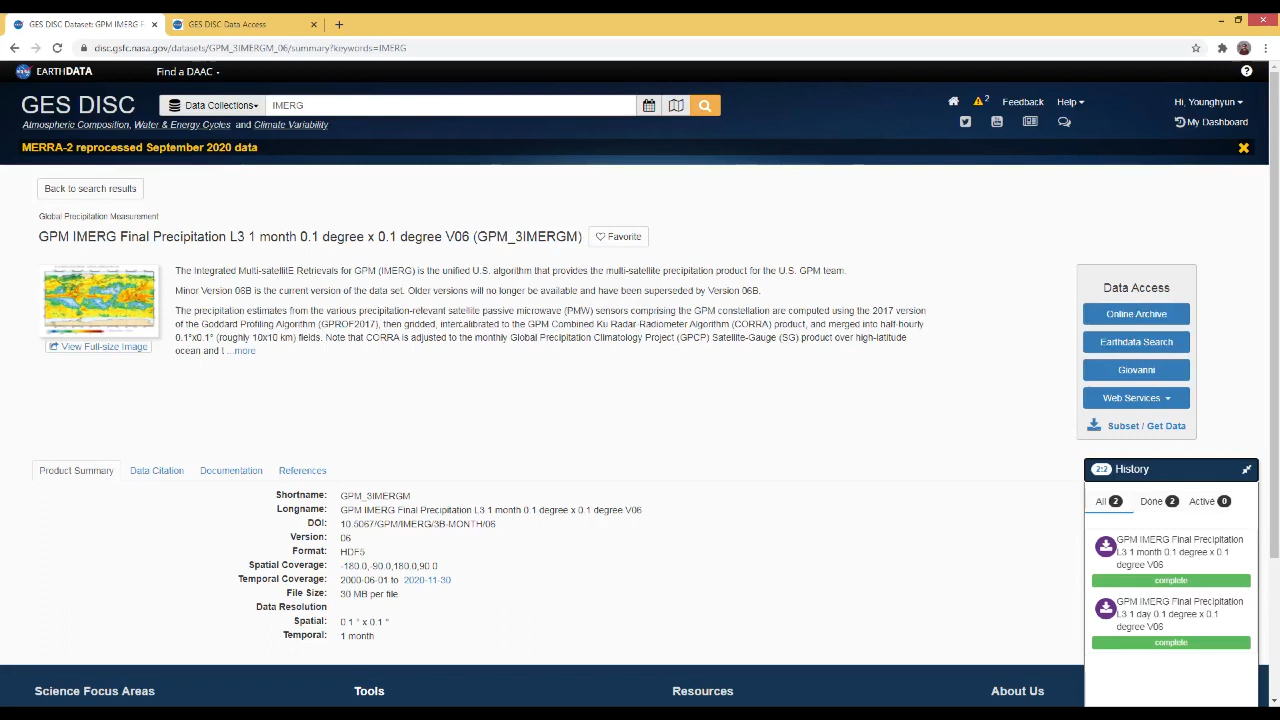 GES DISC Dataset: GPM IMERG F
GES DISC Data Access
disc.gsfc.nasa.gov/datasets/GPM_3IMERGM_06/summary?keywords=IMERG
EARTHDATA
Find a DAAC
GES DISC
Data Collections
IMERG
2
Feedback
Help
Hi, Younghyun
Atmospheric Composition, Water & Energy Cycles and Climate Variability
My Dashboard
MERRA-2 reprocessed September 2020 data
Back to search results
Global Precipitation Measurement
GPM IMERG Final Precipitation L3 1 month 0.1 degree x 0.1 degree V06 (GPM_3IMERGM)
Favorite
The Integrated Multi-satellitE Retrievals for GPM (IMERG) is the unified U.S. algorithm that provides the multi-satellite precipitation product for the U.S. GPM team.
Minor Version 06B is the current version of the data set. Older versions will no longer be available and have been superseded by Version 06B.
The precipitation estimates from the various precipitation-relevant satellite passive microwave (PMW) sensors comprising the GPM constellation are computed using the 2017 version
of the Goddard Profiling Algorithm (GPROF2017), then gridded, intercalibrated to the GPM Combined Ku Radar-Radiometer Algorithm (CORRA) product, and merged into half-hourly
0.1°x0.1° (roughly 10x10 km) fields. Note that CORRA is adjusted to the monthly Global Precipitation Climatology Project (GPCP) Satellite-Gauge (SG) product over high-latitude
ocean and t ...more
View Full-size Image
Data Access
Online Archive
Earthdata Search
Giovanni
Web Services
Subset / Get Data
Product Summary
Data Citation
Documentation
References
Shortname: GPM_3IMERGM
Longname: GPM IMERG Final Precipitation L3 1 month 0.1 degree x 0.1 degree V06
DOI: 10.5067/GPM/IMERG/3B-MONTH/06
Version: 06
Format: HDF5
Spatial Coverage: -180.0,-90.0,180.0,90.0
Temporal Coverage: 2000-06-01 to 2020-11-30
File Size: 30 MB per file
Data Resolution
Spatial: 0.1 ° x 0.1 °
Temporal: 1 month
2:2 History
All 2
Done 2
Active 0
GPM IMERG Final Precipitation
L3 1 month 0.1 degree x 0.1
degree V06
complete
GPM IMERG Final Precipitation
L3 1 day 0.1 degree x 0.1
degree V06
complete
Science Focus Areas
Tools
Resources
About Us